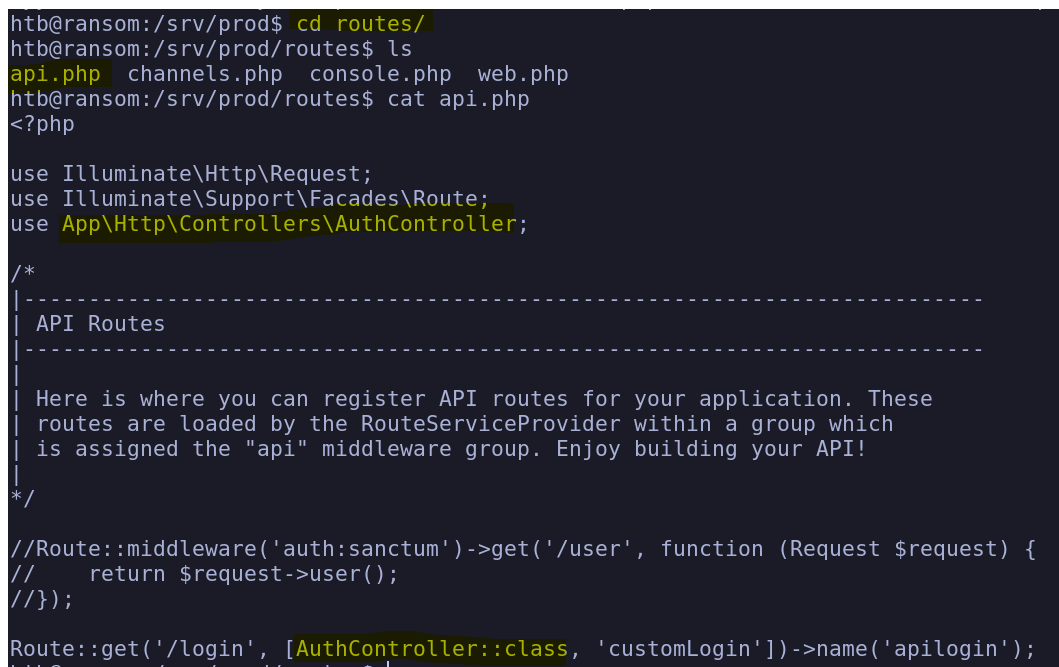 htb@ransom:/srv/prod$ cd routes/
htb@ransom:/srv/prod/routes$ ls
api.php  channels.php  console.php  web.php
htb@ransom:/srv/prod/routes$ cat api.php
<?php

use Illuminate\Http\Request;
use Illuminate\Support\Facades\Route;
use App\Http\Controllers\AuthController;

/*
|--------------------------------------------------------------------------
| API Routes
|--------------------------------------------------------------------------
|
| Here is where you can register API routes for your application. These
| routes are loaded by the RouteServiceProvider within a group which
| is assigned the "api" middleware group. Enjoy building your API!
|
*/

//Route::middleware('auth:sanctum')->get('/user', function (Request $request) {
//    return $request->user();
//});

Route::get('/login', [AuthController::class, 'customLogin'])->name('apilogin');